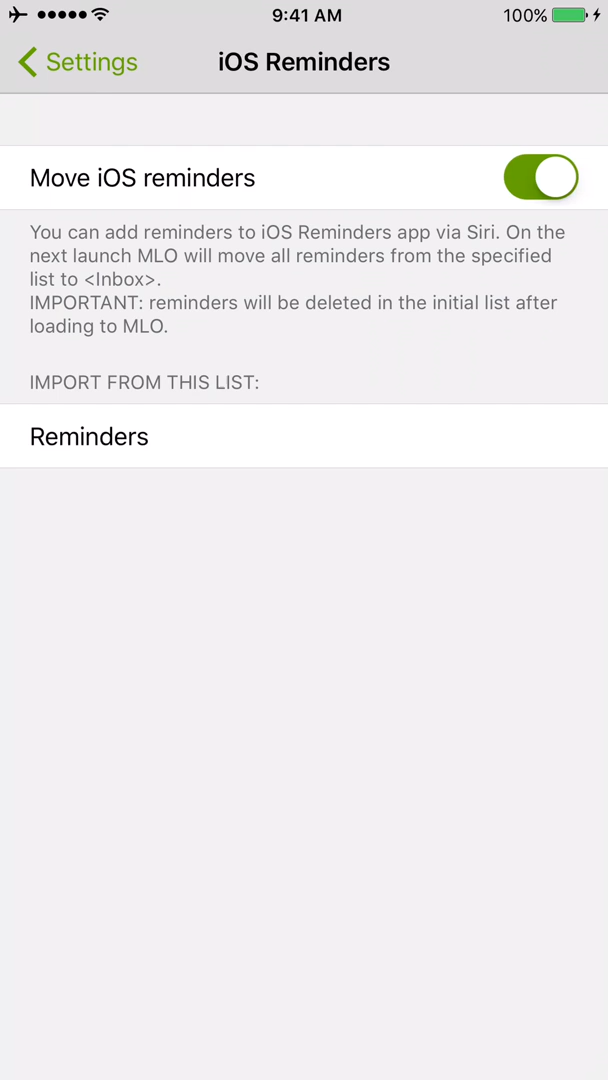 9:41 AM
100%
Settings
iOS Reminders
Move iOS reminders
You can add reminders to iOS Reminders app via Siri. On the
next launch MLO will move all reminders from the specified
list to <Inbox>.
IMPORTANT: reminders will be deleted in the initial list after
loading to MLO.
IMPORT FROM THIS LIST:
Reminders